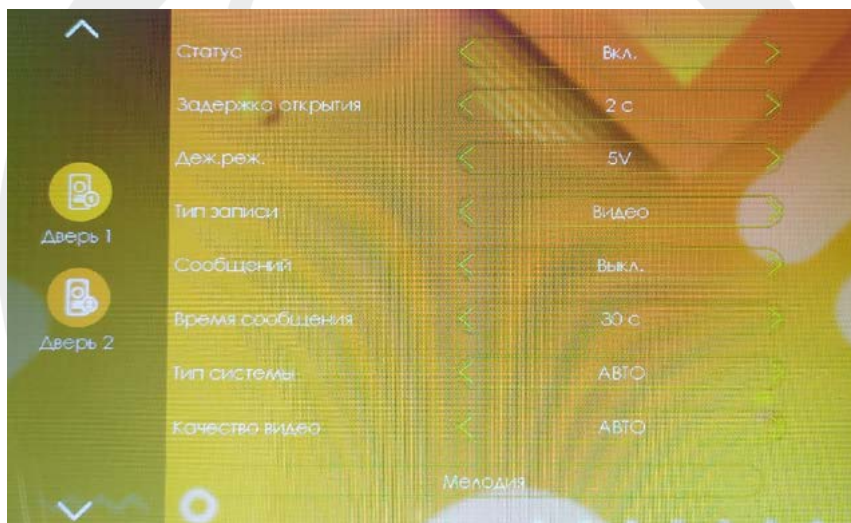 Статус Вкл.
Задержка открытия 2 с
Деж.реж. 5V
Тип записи Видео
Дверь 1
Сообщений Выкл.
Время сообщения 30 с
Дверь 2
Тип системы АВТО
Качество видео АВТО
Мелодия